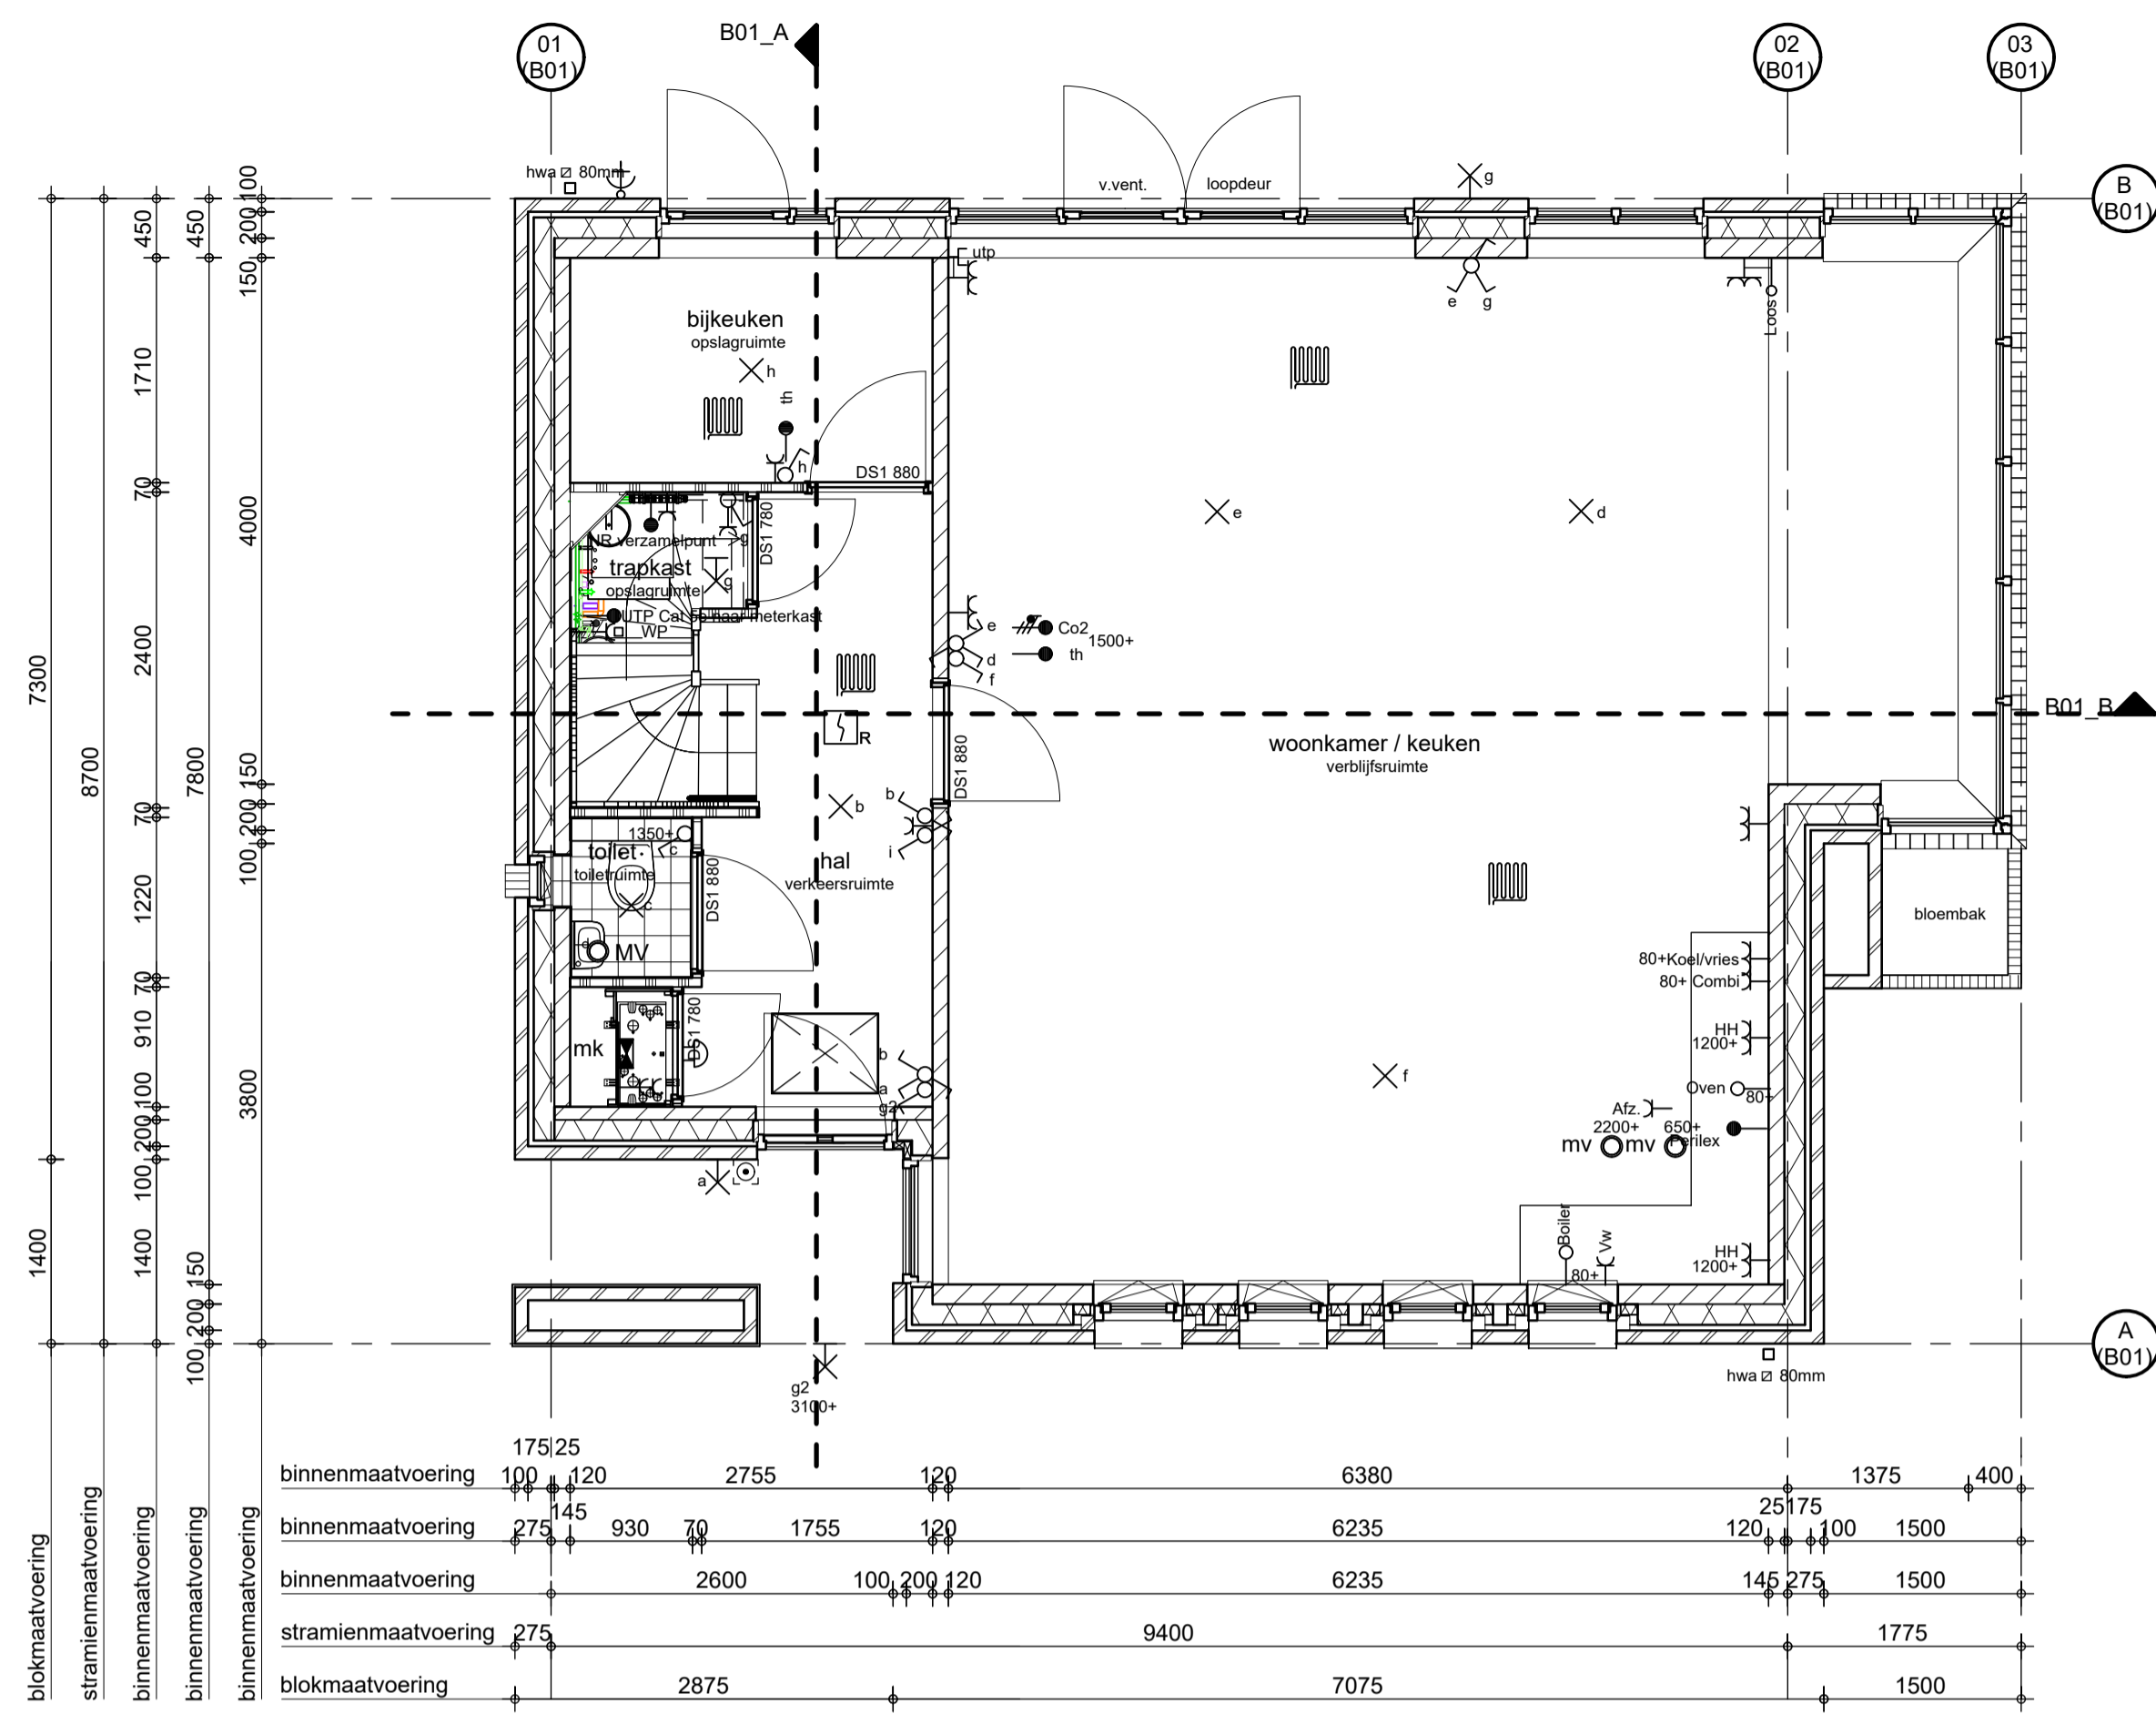 01
(B01)
B01_A
02
(B01)
03
(B01)
hwa 80mm
v.vent.
loopdeur
g
B
(B01)
utp
e
g
Loos
bijkeuken
opslagruimte
h
th
h
DS1 880
DS1 780
NR verzamelpunt
g
trapkast
opslagruimte
g
UTP Cat 5e naar meterkast
WP
e
d
e
d
f
Co2
1500+
th
R
B01_B
DS1 880
woonkamer / keuken
verblijfsruimte
b
b
i
1350+
c
toilet
toiletruimte
c
DS1 880
hal
verkeersruimte
d
MV
bloembak
80+Koel/vries
80+ Combi
HH
1200+
mk
DS1 780
b
a
g2
f
Oven
80+
Afz.
2200+
650+
mv
mv
Perilex
a
Boiler
80+
Vw
HH
1200+
A
(B01)
hwa 80mm
g2
3100+
7300
1400
blokmaatvoering
8700
stramienmaatvoering
450
1710
70
2400
70
1220
70
910
100
200
100
1400
binnenmaatvoering
450
7800
150
200
100
binnenmaatvoering
100
200
150
4000
150
200
100
3800
binnenmaatvoering
175 25
binnenmaatvoering 100 120 2755 120 6380 1375 400
145 25 175
binnenmaatvoering 275 930 70 1755 120 6235 120 100 1500
binnenmaatvoering 2600 100 200 120 6235 145 275 1500
stramienmaatvoering 275 9400 1775
blokmaatvoering 2875 7075 1500